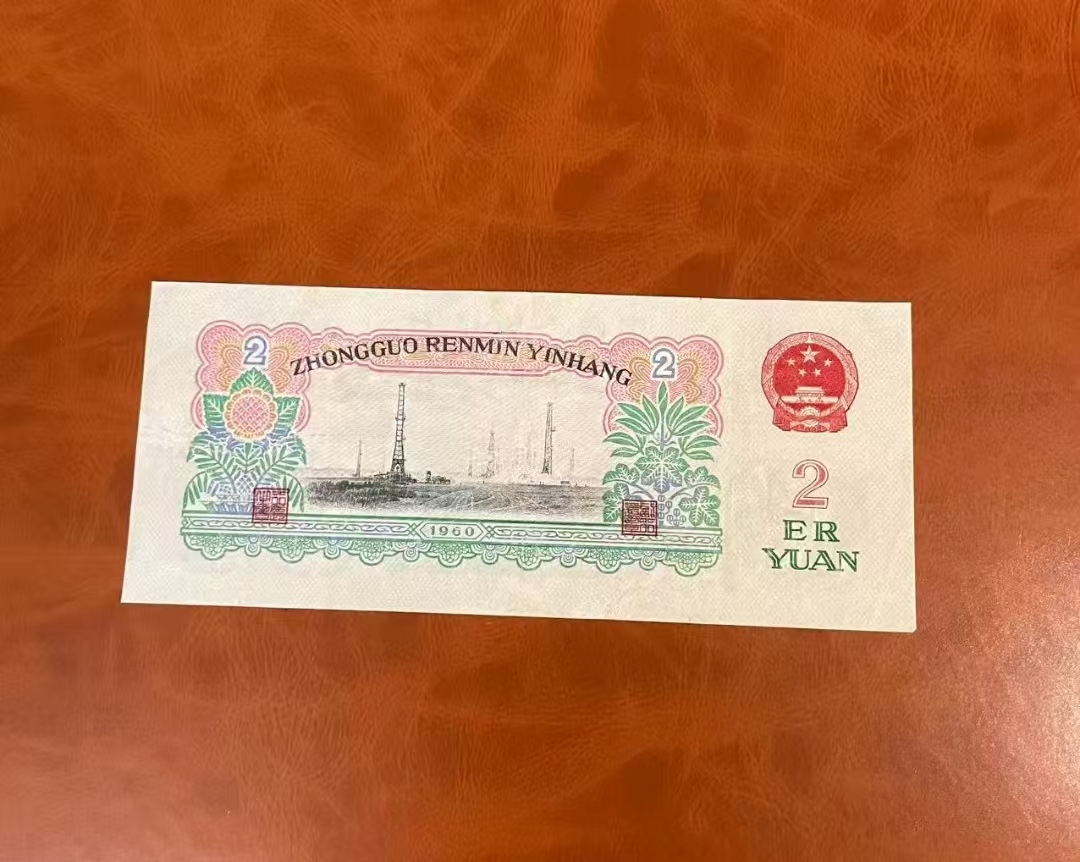 2
ZHONGGUO RENMIN YINHANG
2
1960
2
ER
YUAN